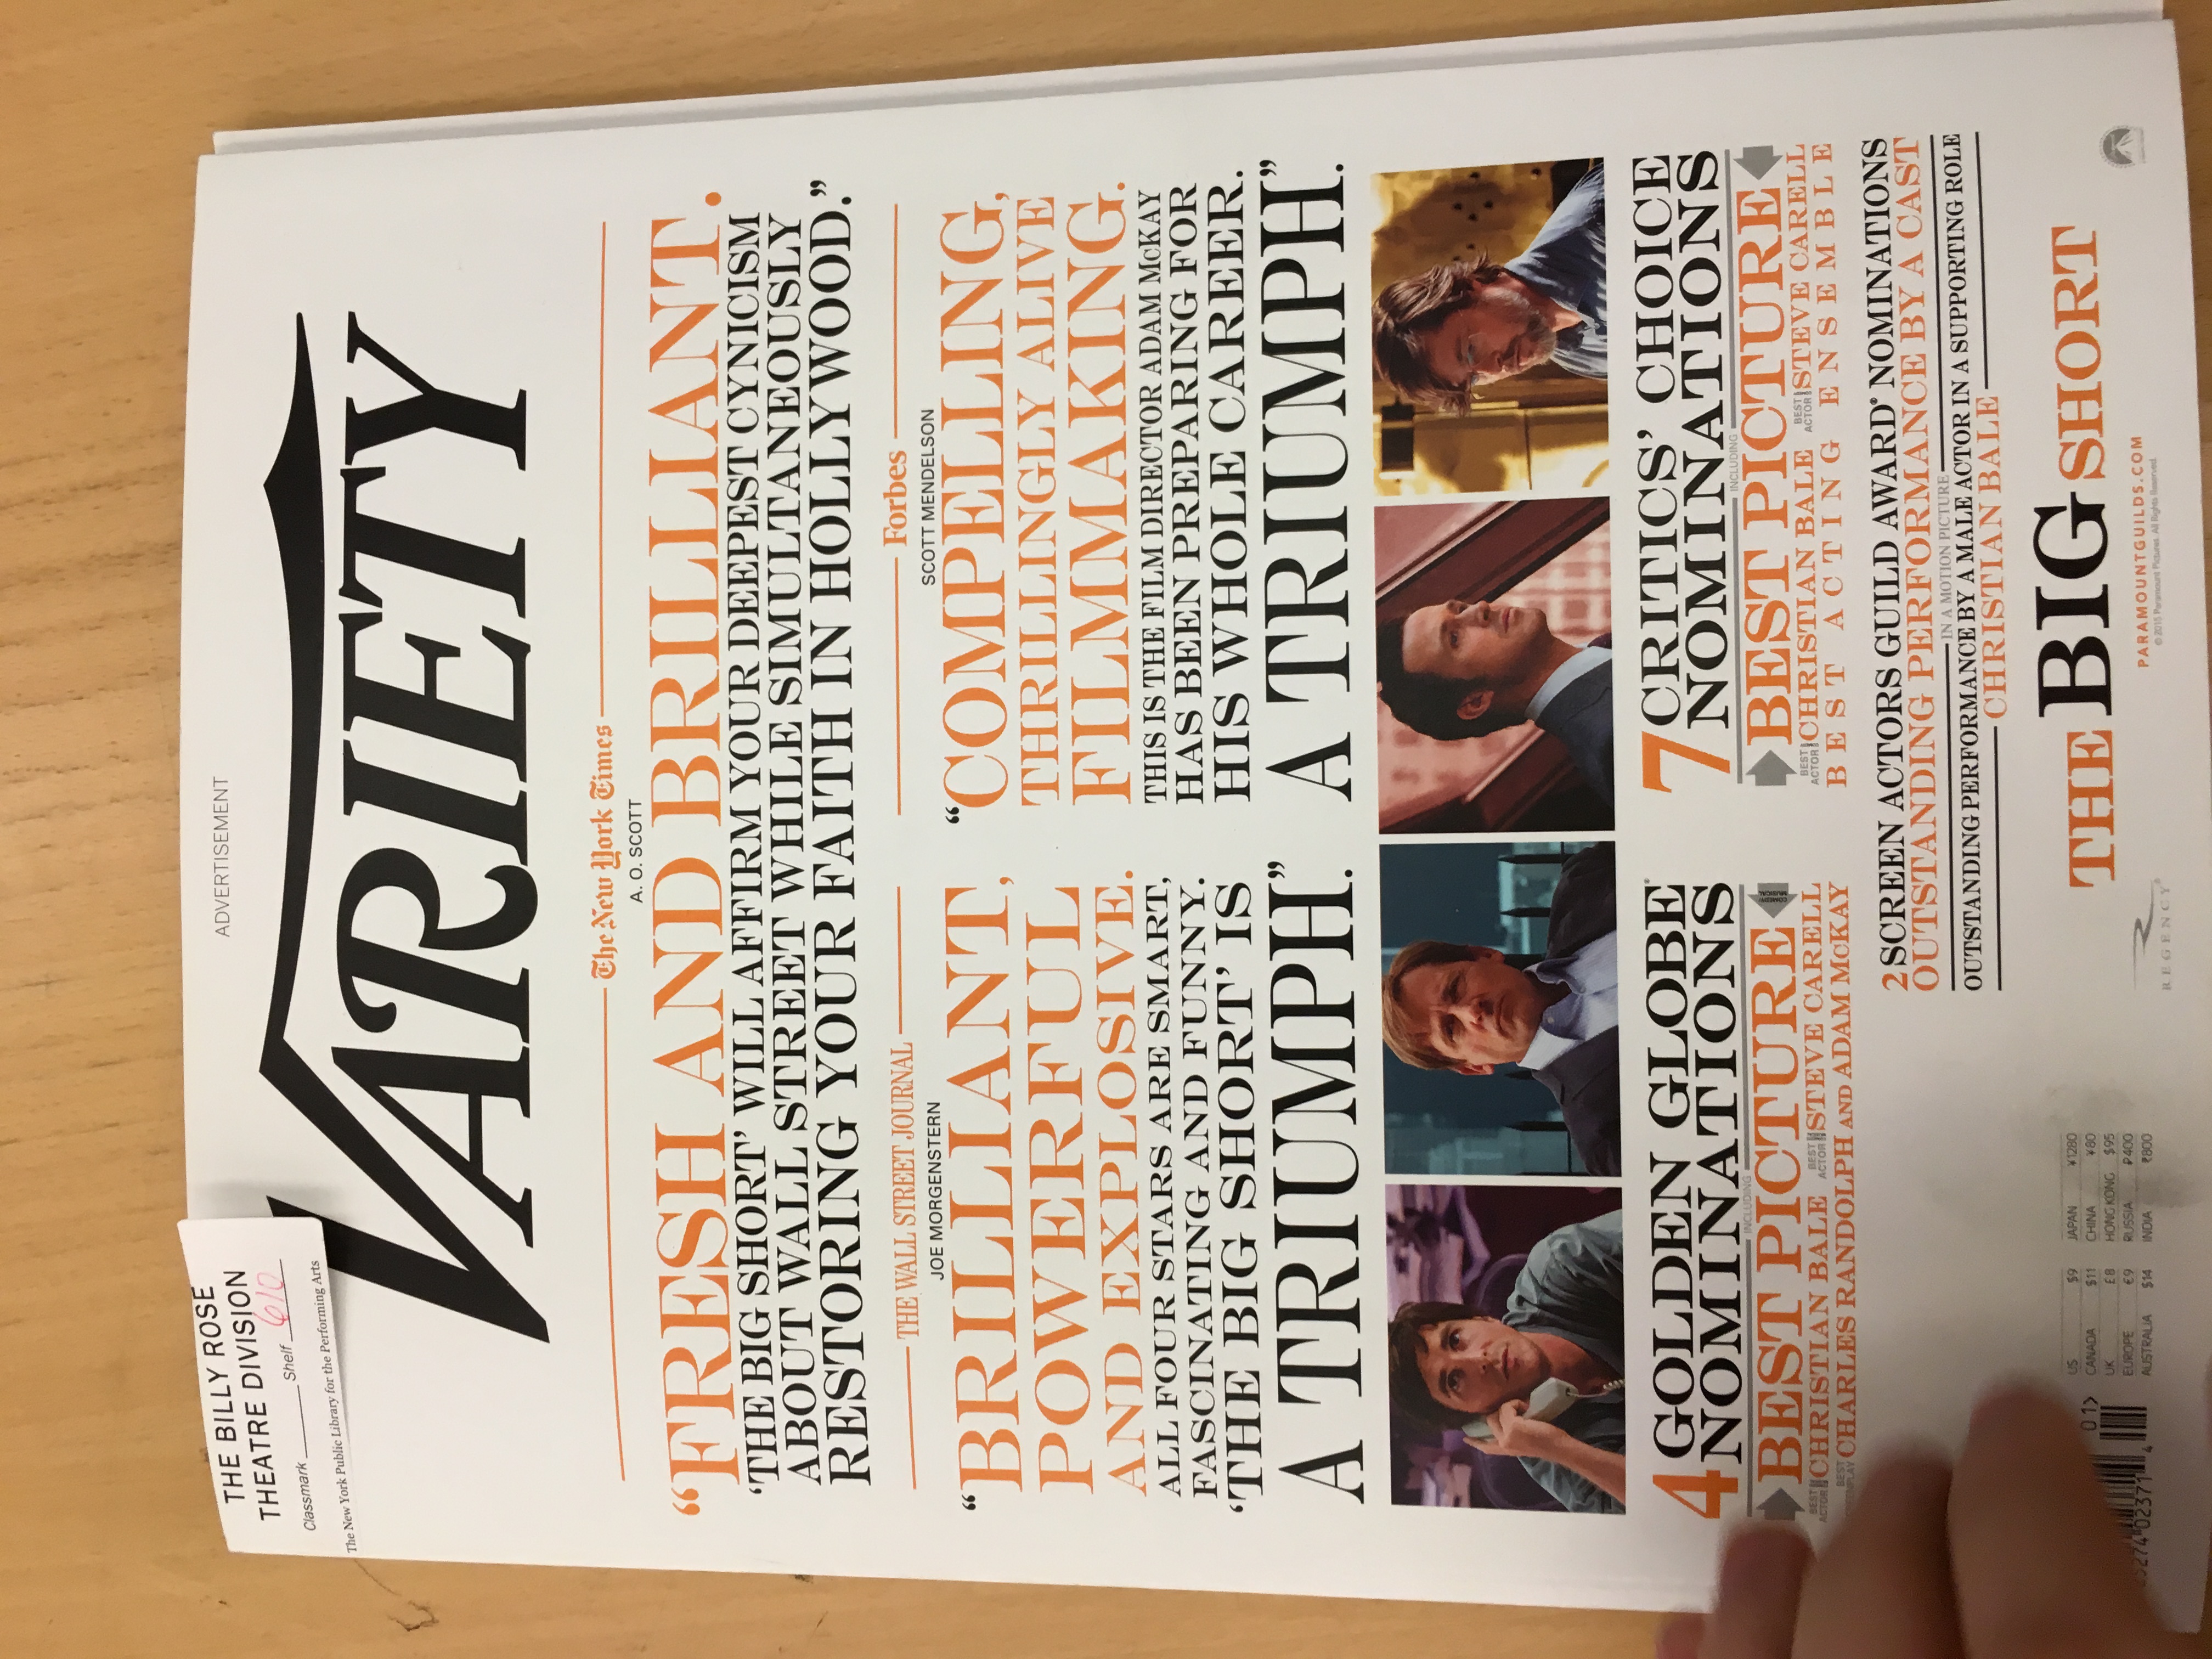 THE BILLY ROSE
THEATRE DIVISION
Classmark Shelf 610
The New York Public Library for the Performing Arts
ADVERTISEMENT
VARIETY
The New York Times
A. O. SCOTT
“FRESH AND BRILLIANT.
‘THE BIG SHORT’ WILL AFFIRM YOUR DEEPEST CYNICISM
ABOUT WALL STREET WHILE SIMULTANEOUSLY
RESTORING YOUR FAITH IN HOLLYWOOD.”
THE WALL STREET JOURNAL
JOE MORGENSTERN
“BRILLIANT,
POWERFUL
AND EXPLOSIVE.
ALL FOUR STARS ARE SMART,
FASCINATING AND FUNNY.
‘THE BIG SHORT’ IS
A TRIUMPH.”
Forbes
SCOTT MENDELSON
“COMPELLING,
THRILLINGLY ALIVE
FILMMAKING.
THIS IS THE FILM DIRECTOR ADAM McKAY
HAS BEEN PREPARING FOR
HIS WHOLE CAREER.
A TRIUMPH.”
4 GOLDEN GLOBE®
NOMINATIONS
INCLUDING
BEST PICTURE COMEDY/MUSICAL
BEST ACTOR CHRISTIAN BALE BEST ACTOR STEVE CARELL
BEST CHARLES RANDOLPH AND ADAM McKAY
7 CRITICS’ CHOICE
NOMINATIONS
INCLUDING
BEST PICTURE
BEST ACTOR CHRISTIAN BALE BEST ACTOR STEVE CARELL
BEST ACTING ENSEMBLE
2 SCREEN ACTORS GUILD AWARD® NOMINATIONS
OUTSTANDING PERFORMANCE BY A CAST
IN A MOTION PICTURE
OUTSTANDING PERFORMANCE BY A MALE ACTOR IN A SUPPORTING ROLE
CHRISTIAN BALE
THE BIG SHORT
PARAMOUNTGUILDS.COM
© 2015 Paramount Pictures. All Rights Reserved.
REGENCY®
01>
02371 4
US $9 JAPAN ¥1280
CANADA $11 CHINA ¥80
UK £8 HONG KONG $95
EUROPE €9 RUSSIA ₽400
AUSTRALIA $14 INDIA ₹800